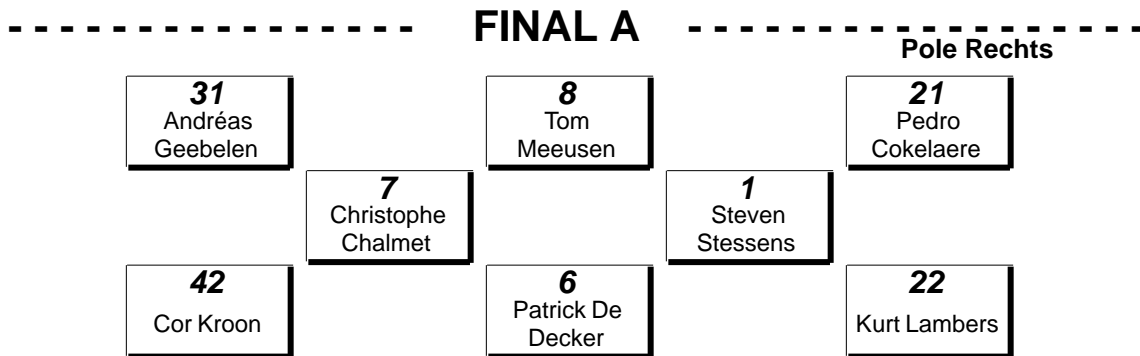 - - - - - - - - - - - - - - - - - - FINAL A - - - - - - - - - - - - - - - - - - - -
Pole Rechts
31
Andréas
Geebelen
8
Tom
Meeusen
21
Pedro
Cokelaere
7
Christophe
Chalmet
1
Steven
Stessens
42
Cor Kroon
6
Patrick De
Decker
22
Kurt Lambers